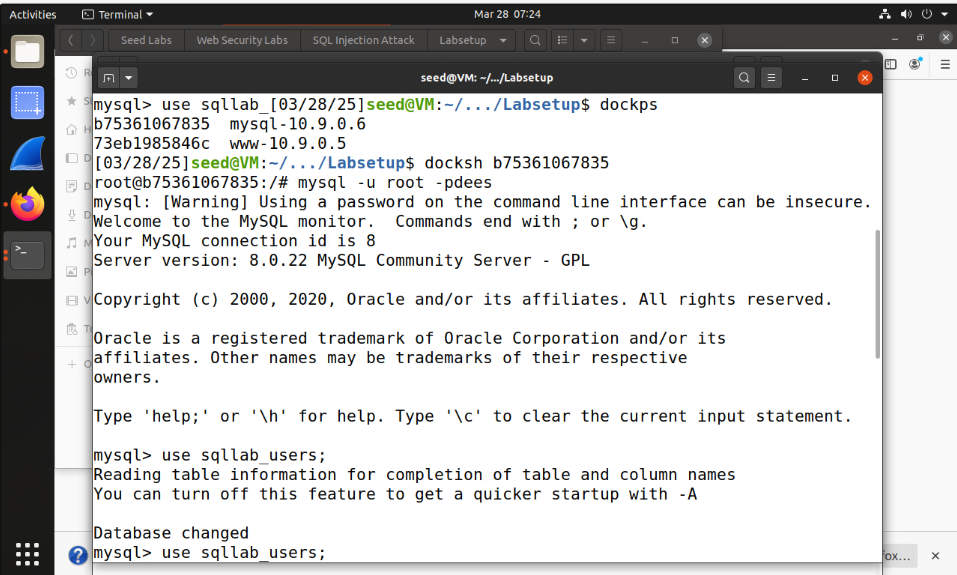 Activities Terminal Mar 28 07:24
Seed Labs Web Security Labs SQL Injection Attack Labsetup
seed@VM: ~/.../Labsetup
mysql> use sqllab_[03/28/25]seed@VM:~/.../Labsetup$ dockps
b75361067835  mysql-10.9.0.6
73eb1985846c  www-10.9.0.5
[03/28/25]seed@VM:~/.../Labsetup$ docksh b75361067835
root@b75361067835:/# mysql -u root -pdees
mysql: [Warning] Using a password on the command line interface can be insecure.
Welcome to the MySQL monitor.  Commands end with ; or \g.
Your MySQL connection id is 8
Server version: 8.0.22 MySQL Community Server - GPL
Copyright (c) 2000, 2020, Oracle and/or its affiliates. All rights reserved.
Oracle is a registered trademark of Oracle Corporation and/or its
affiliates. Other names may be trademarks of their respective
owners.
Type 'help;' or '\h' for help. Type '\c' to clear the current input statement.
mysql> use sqllab_users;
Reading table information for completion of table and column names
You can turn off this feature to get a quicker startup with -A
Database changed
mysql> use sqllab_users;
fox...